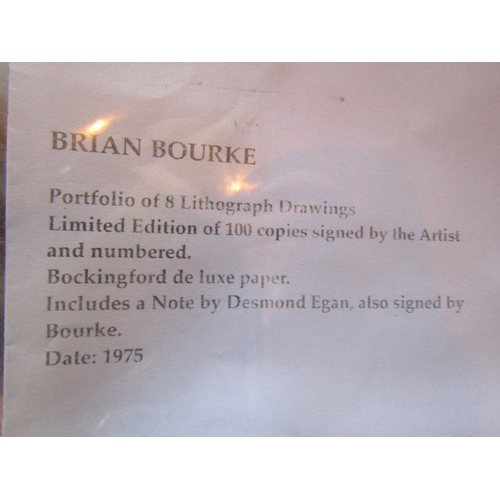 BRIAN BOURKE
Portfolio of 8 Lithograph Drawings
Limited Edition of 100 copies signed by the Artist
and numbered.
Bockingford de luxe paper.
Includes a Note by Desmond Egan, also signed by
Bourke.
Date: 1975